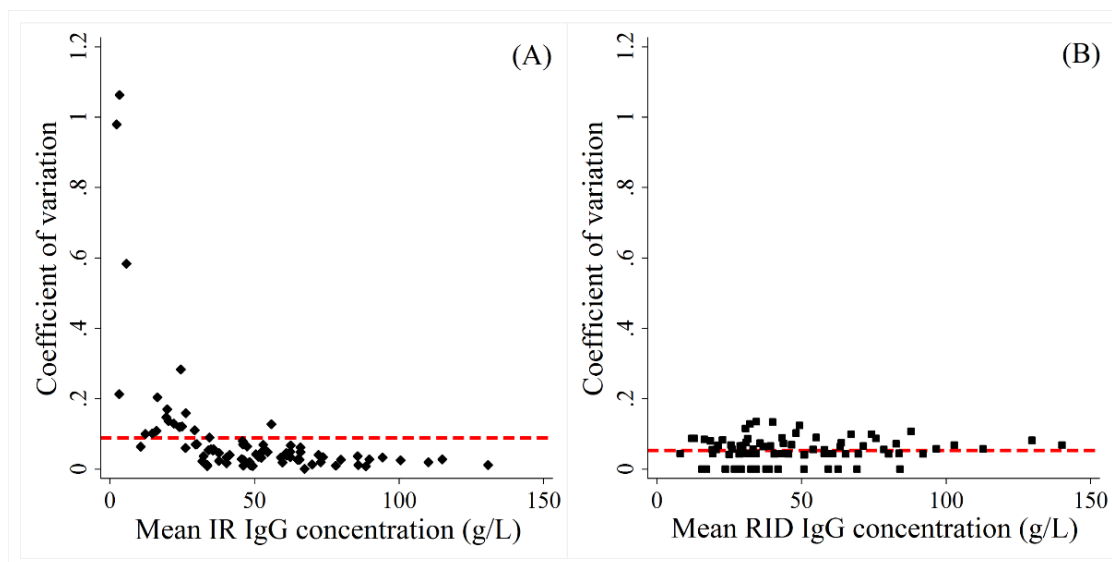 (A)
Coefficient of variation
1.2
1
.8
.6
.4
.2
0
0 50 100 150
Mean IR IgG concentration (g/L)
(B)
Coefficient of variation
1.2
1
.8
.6
.4
.2
0
0 50 100 150
Mean RID IgG concentration (g/L)